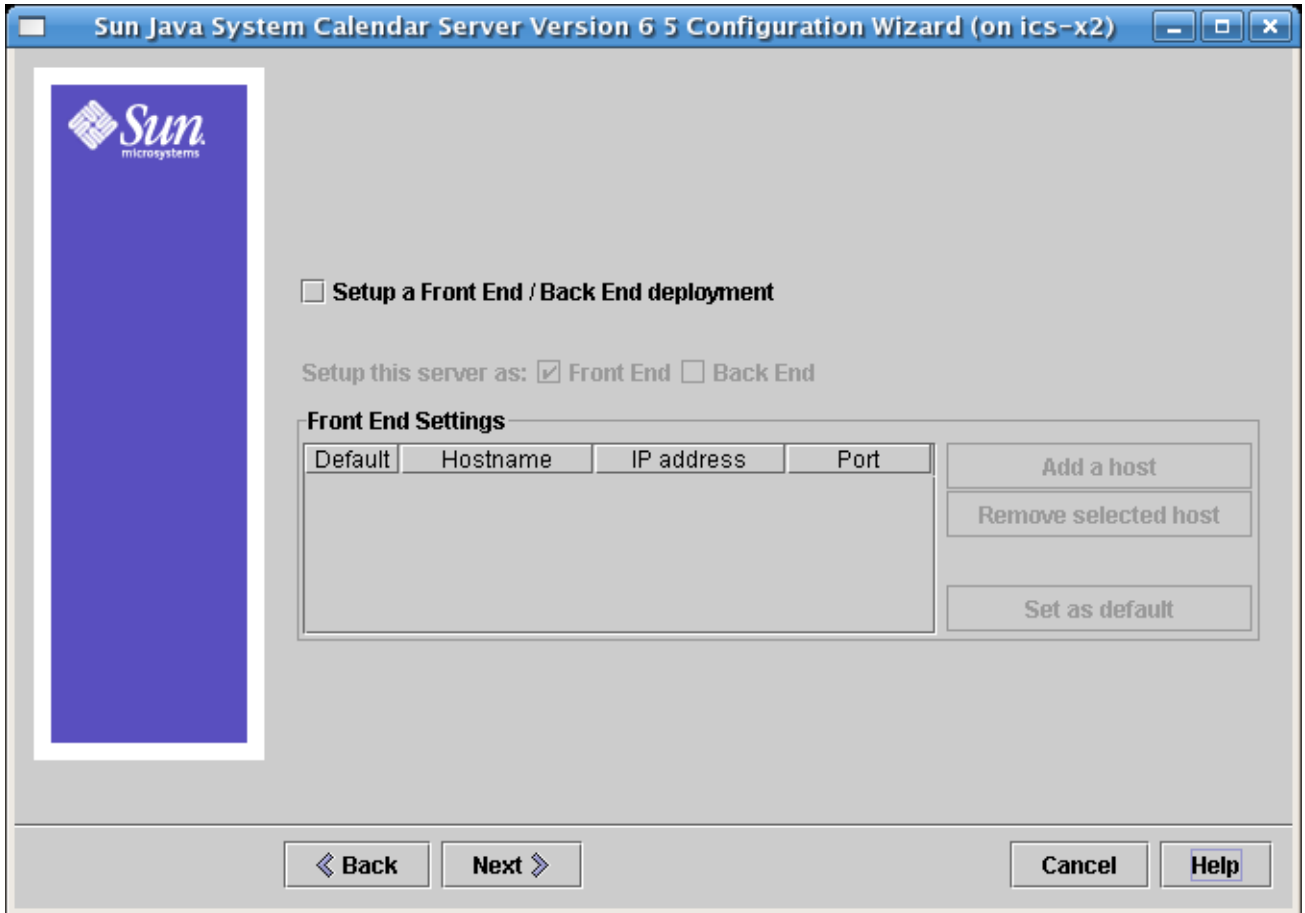 Sun Java System Calendar Server Version 6 5 Configuration Wizard (on ics-x2)
Sun
microsystems
Setup a Front End / Back End deployment
Setup this server as: Front End Back End
Front End Settings
Default Hostname IP address Port
Add a host
Remove selected host
Set as default
Back Next Cancel Help